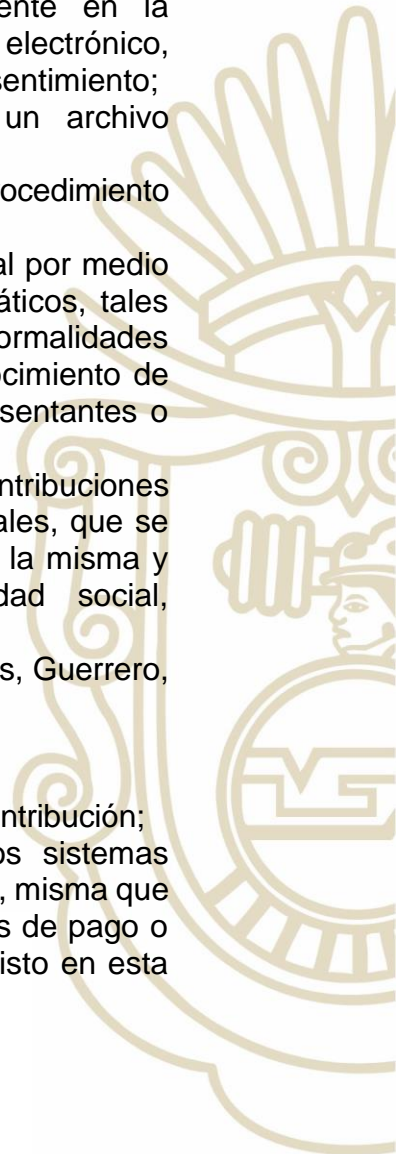 ente en la
electrónico,
sentimiento;
un archivo
ocedimiento
al por medio
áticos, tales
ormalidades
ocimiento de
sentantes o
ntribuciones
ales, que se
la misma y
dad social,
s, Guerrero,
ntribución;
os sistemas
, misma que
s de pago o
isto en esta